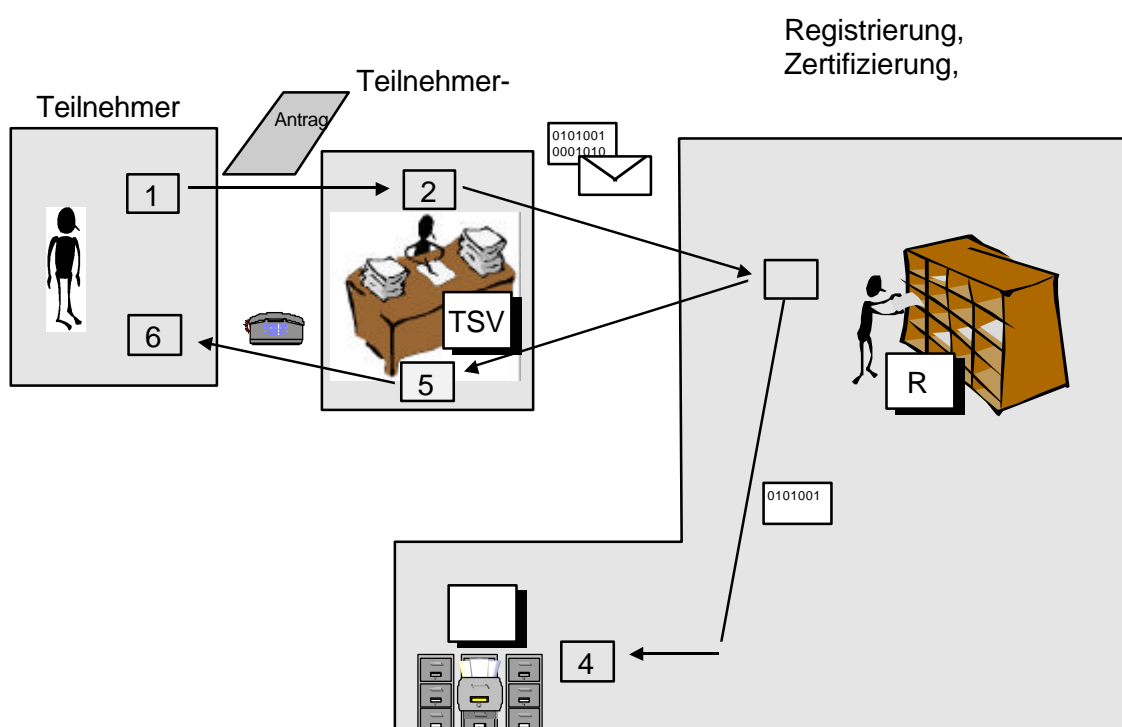 Registrierung,
Zertifizierung,
Teilnehmer-
Teilnehmer
Antrag
0101001
0001010
1
2
TSV
6
5
R
0101001
4